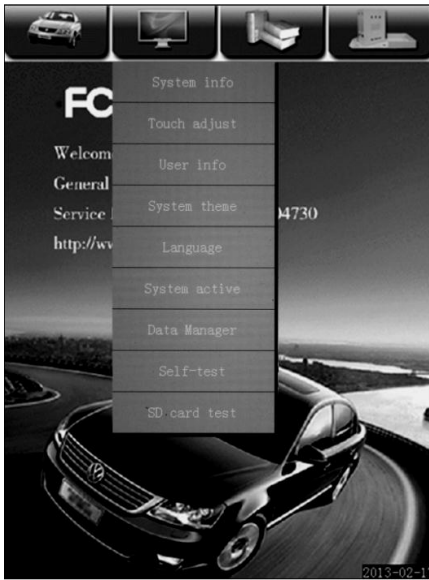 System info
FC
Touch adjust
Welcom
User info
General
System theme
Service
4730
http://ww
Language
System active
Data Manager
Self-test
SD card test
2013-02-1